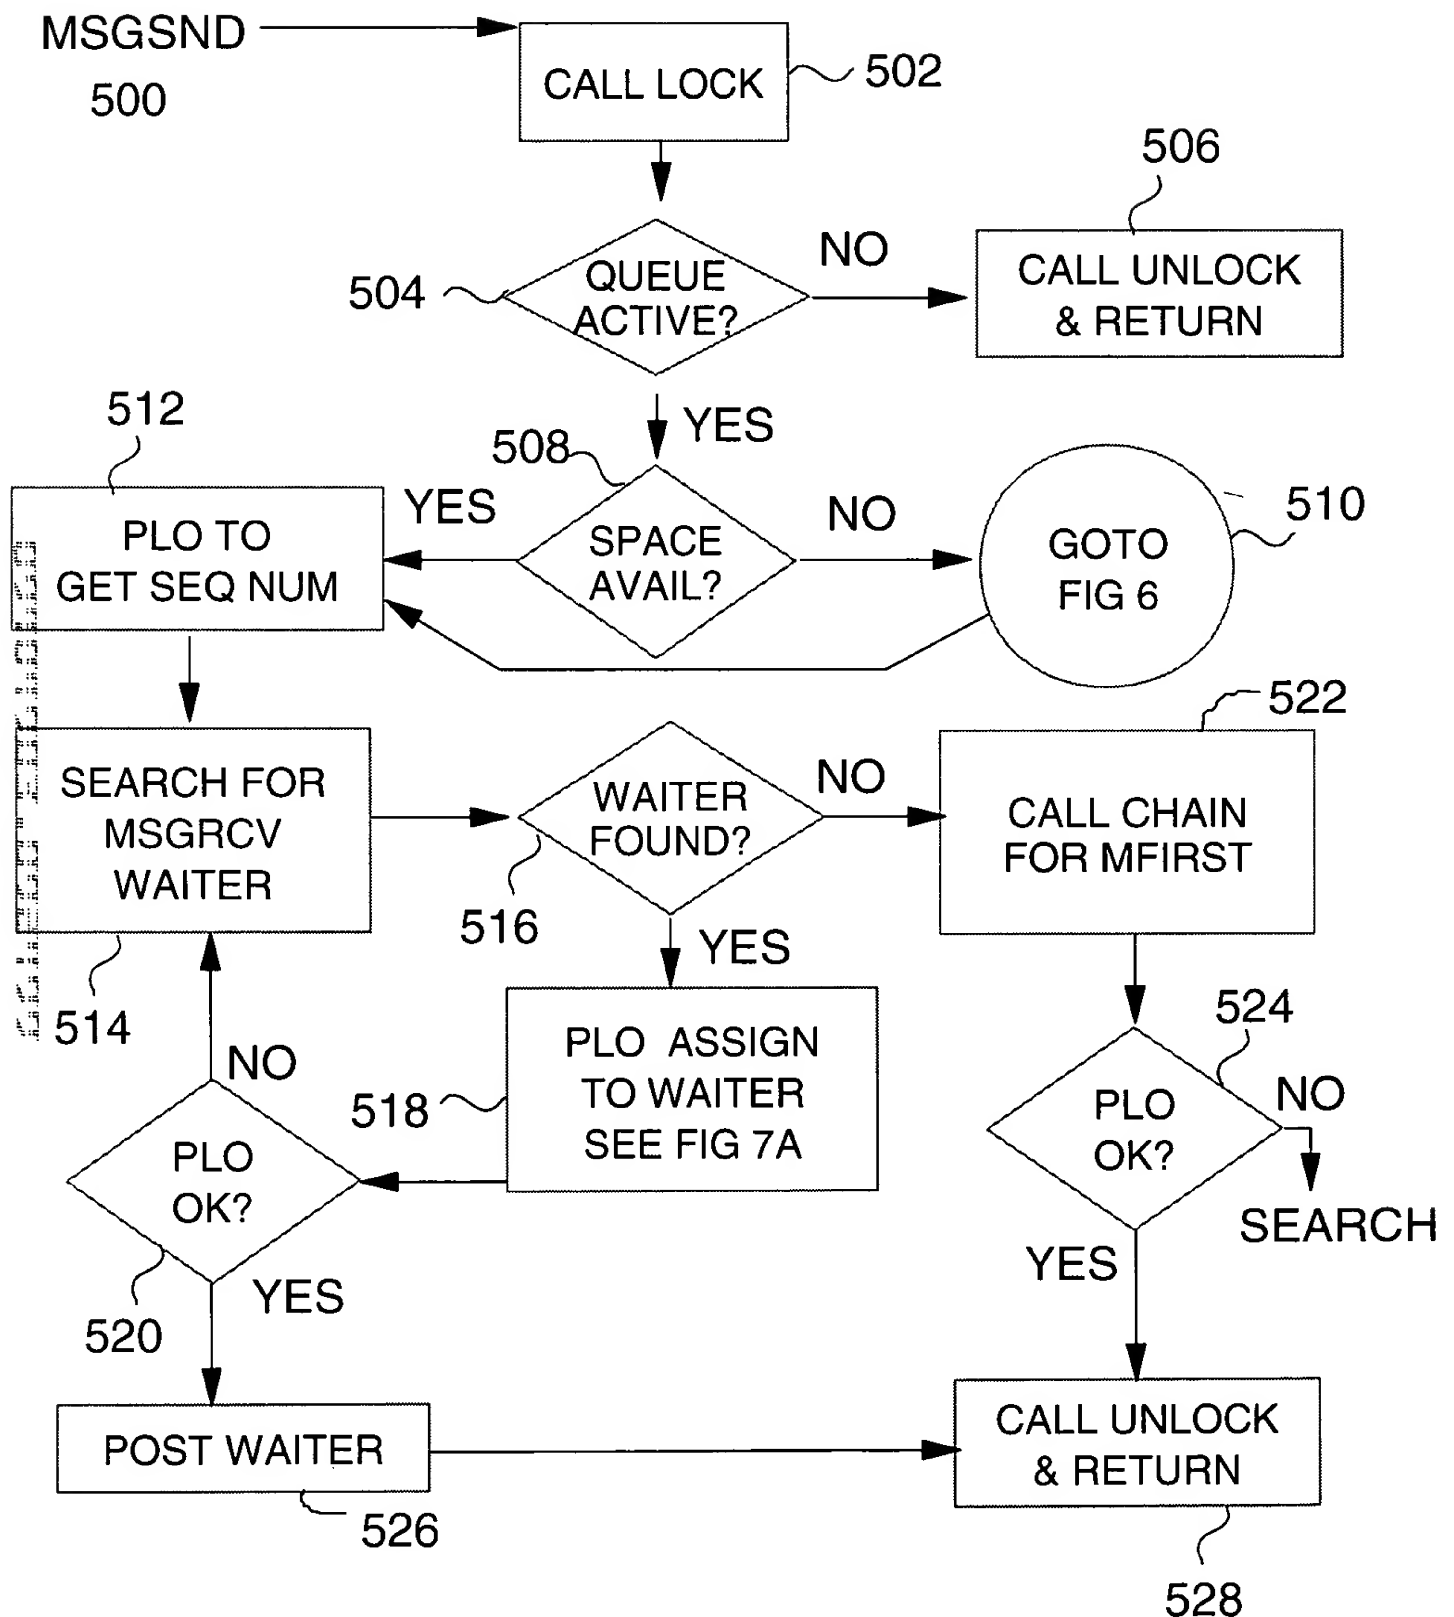 MSGSND
500
CALL LOCK
502
506
504
QUEUE
ACTIVE?
NO
CALL UNLOCK
& RETURN
YES
512
508
PLO TO
GET SEQ NUM
YES
SPACE
AVAIL?
NO
GOTO
FIG 6
510
522
SEARCH FOR
MSGRCV
WAITER
514
WAITER
FOUND?
516
NO
CALL CHAIN
FOR MFIRST
YES
524
NO
PLO ASSIGN
TO WAITER
SEE FIG 7A
518
PLO
OK?
NO
SEARCH
PLO
OK?
520
YES
YES
POST WAITER
526
CALL UNLOCK
& RETURN
528